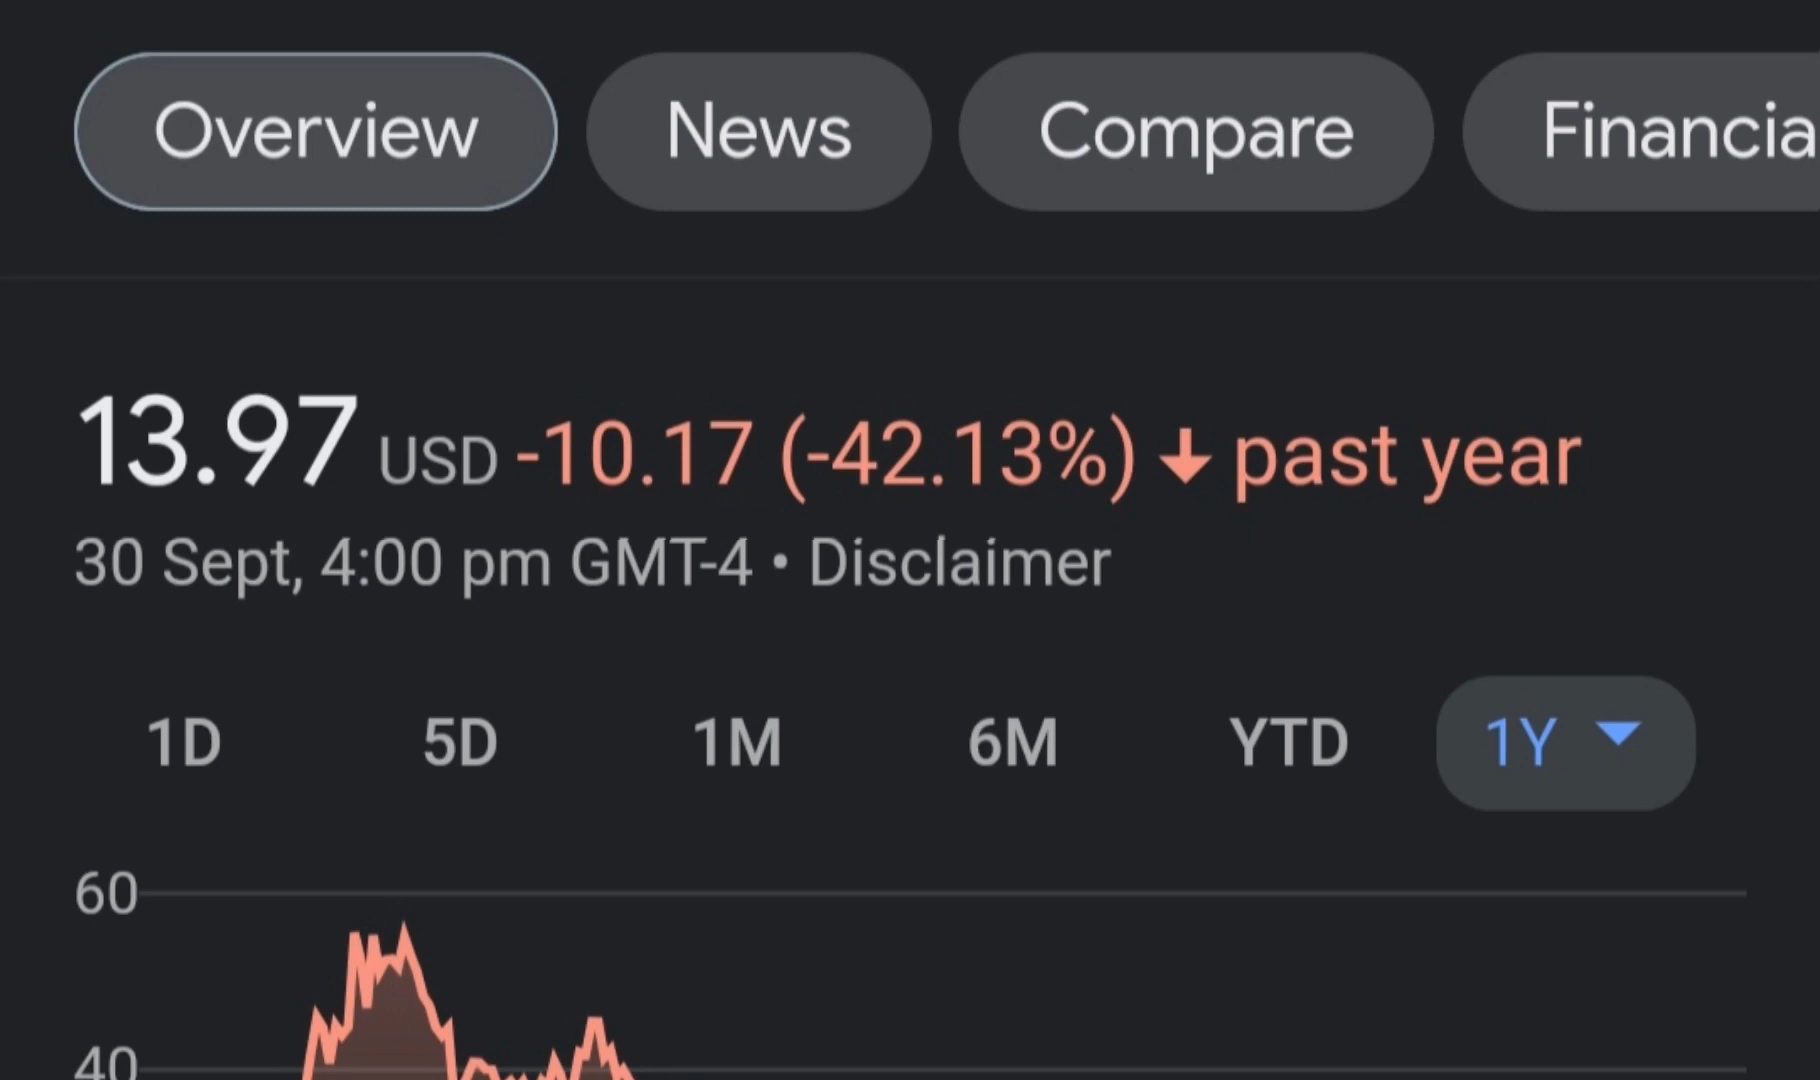 Overview News Compare Financia
13.97 USD -10.17 (-42.13%) ↓ past year
30 Sept, 4:00 pm GMT-4 • Disclaimer
1D 5D 1M 6M YTD 1Y
60
40